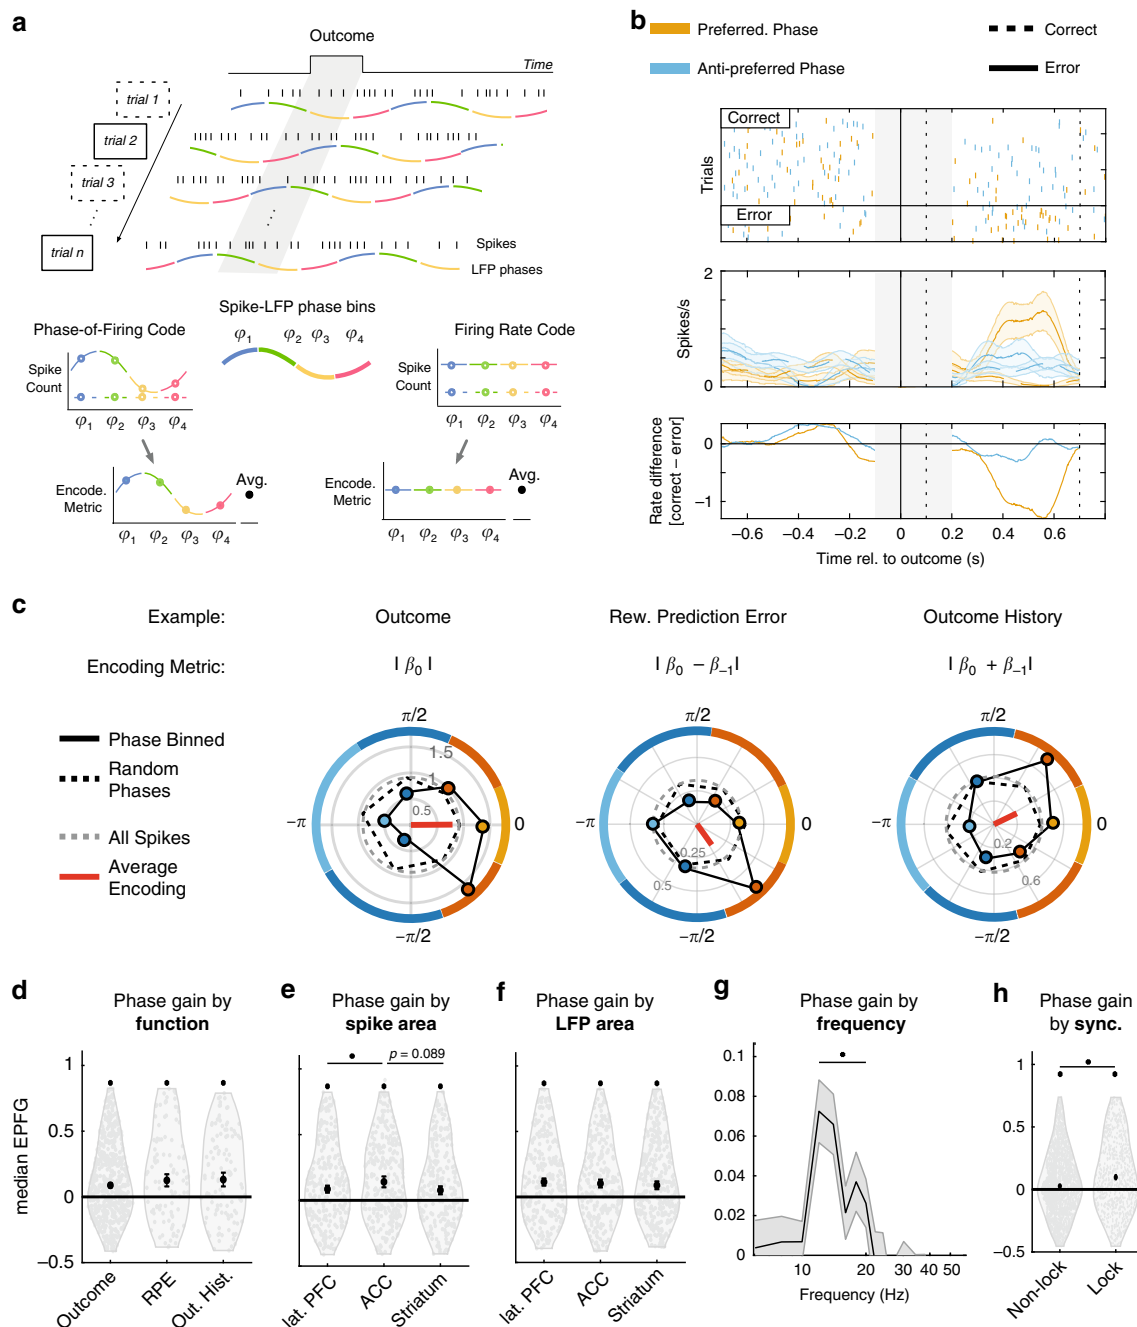 a
Outcome
Time
trial 1
trial 2
trial 3
trial n
Spikes
LFP phases
Spike-LFP phase bins
φ1 φ2 φ3 φ4
Phase-of-Firing Code
Spike
Count
φ1 φ2 φ3 φ4
Encode.
Metric
Avg.
φ1 φ2 φ3 φ4
Firing Rate Code
Spike
Count
φ1 φ2 φ3 φ4
Encode.
Metric
Avg.
φ1 φ2 φ3 φ4
b
Preferred. Phase
Anti-preferred Phase
Correct
Error
Correct
Error
Trials
2
0
Spikes/s
0
−1
Rate difference
[correct − error]
−0.6 −0.4 −0.2 0 0.2 0.4 0.6
Time rel. to outcome (s)
c
Example:
Outcome
Rew. Prediction Error
Outcome History
Encoding Metric:
| β0 |
| β0 − β−1|
| β0 + β−1|
Phase Binned
Random
Phases
All Spikes
Average
Encoding
π/2
1.5
1
0.5
−π
0
−π/2
π/2
−π
0
0.25
0.5
−π/2
π/2
−π
0
0.2
0.6
−π/2
d
Phase gain by
function
median EPFG
1
0.5
0
−0.5
Outcome
RPE
Out. Hist.
e
Phase gain by
spike area
p = 0.089
lat. PFC
ACC
Striatum
f
Phase gain by
LFP area
lat. PFC
ACC
Striatum
g
Phase gain by
frequency
0.1
0.08
0.06
0.04
0.02
0
10 20 30 40 50
Frequency (Hz)
h
Phase gain
by sync.
1
0.5
0
−0.5
Non-lock
Lock